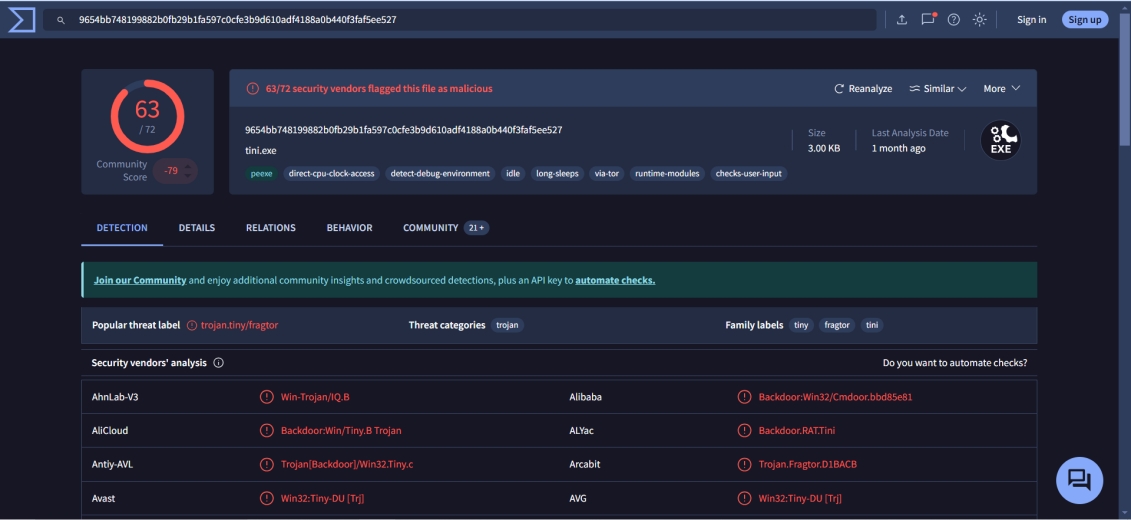 9654bb748199882b0fb29b1fa597c0cfe3b9d610adf4188a0b440f3faf5ee527
Sign in
Sign up
63
/ 72
Community Score
-79
63/72 security vendors flagged this file as malicious
Reanalyze
Similar
More
9654bb748199882b0fb29b1fa597c0cfe3b9d610adf4188a0b440f3faf5ee527
tini.exe
Size
3.00 KB
Last Analysis Date
1 month ago
EXE
peexe direct-cpu-clock-access detect-debug-environment idle long-sleeps via-tor runtime-modules checks-user-input
DETECTION DETAILS RELATIONS BEHAVIOR COMMUNITY 21+
Join our Community and enjoy additional community insights and crowdsourced detections, plus an API key to automate checks.
Popular threat label trojan.tiny/fragtor Threat categories trojan Family labels tiny fragtor tini
Security vendors' analysis Do you want to automate checks?
AhnLab-V3 Win-Trojan/IQ.B Alibaba Backdoor:Win32/Cmdoor.bbd85e81
AliCloud Backdoor:Win/Tiny.B Trojan ALYac Backdoor.RAT.Tini
Antiy-AVL Trojan[Backdoor]/Win32.Tiny.c Arcabit Trojan.Fragtor.D1BACB
Avast Win32:Tiny-DU [Trj] AVG Win32:Tiny-DU [Trj]